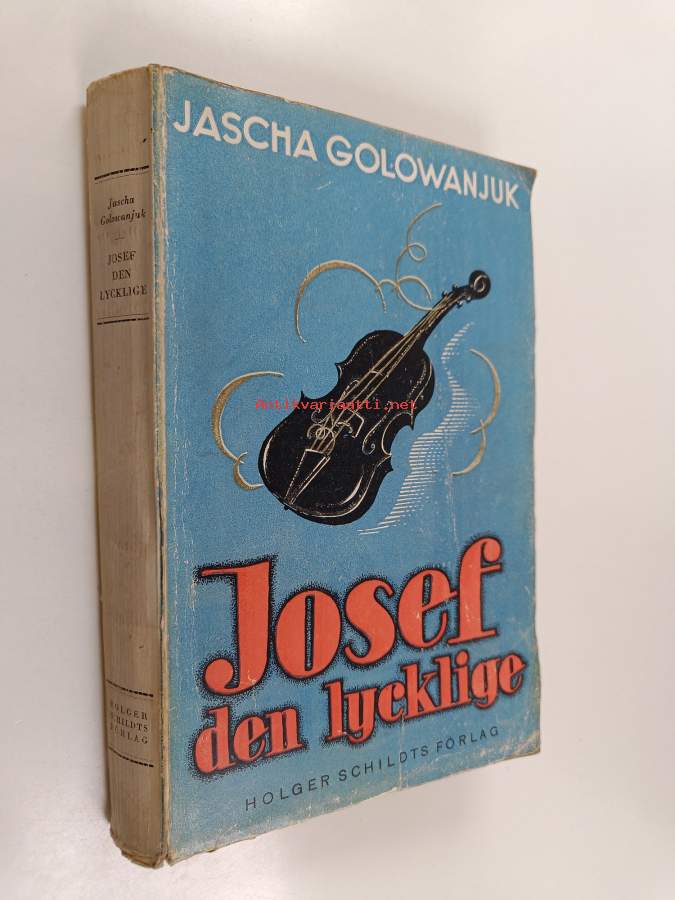 JASCHA GOLOWANJUK
Josef
den lycklige
HOLGER SCHILDTS FÖRLAG
Jascha
Golowanjuk
JOSEF
DEN
LYCKLIGE
HOLGER
SCHILDTS
FÖRLAG
Antikvariaatti.net